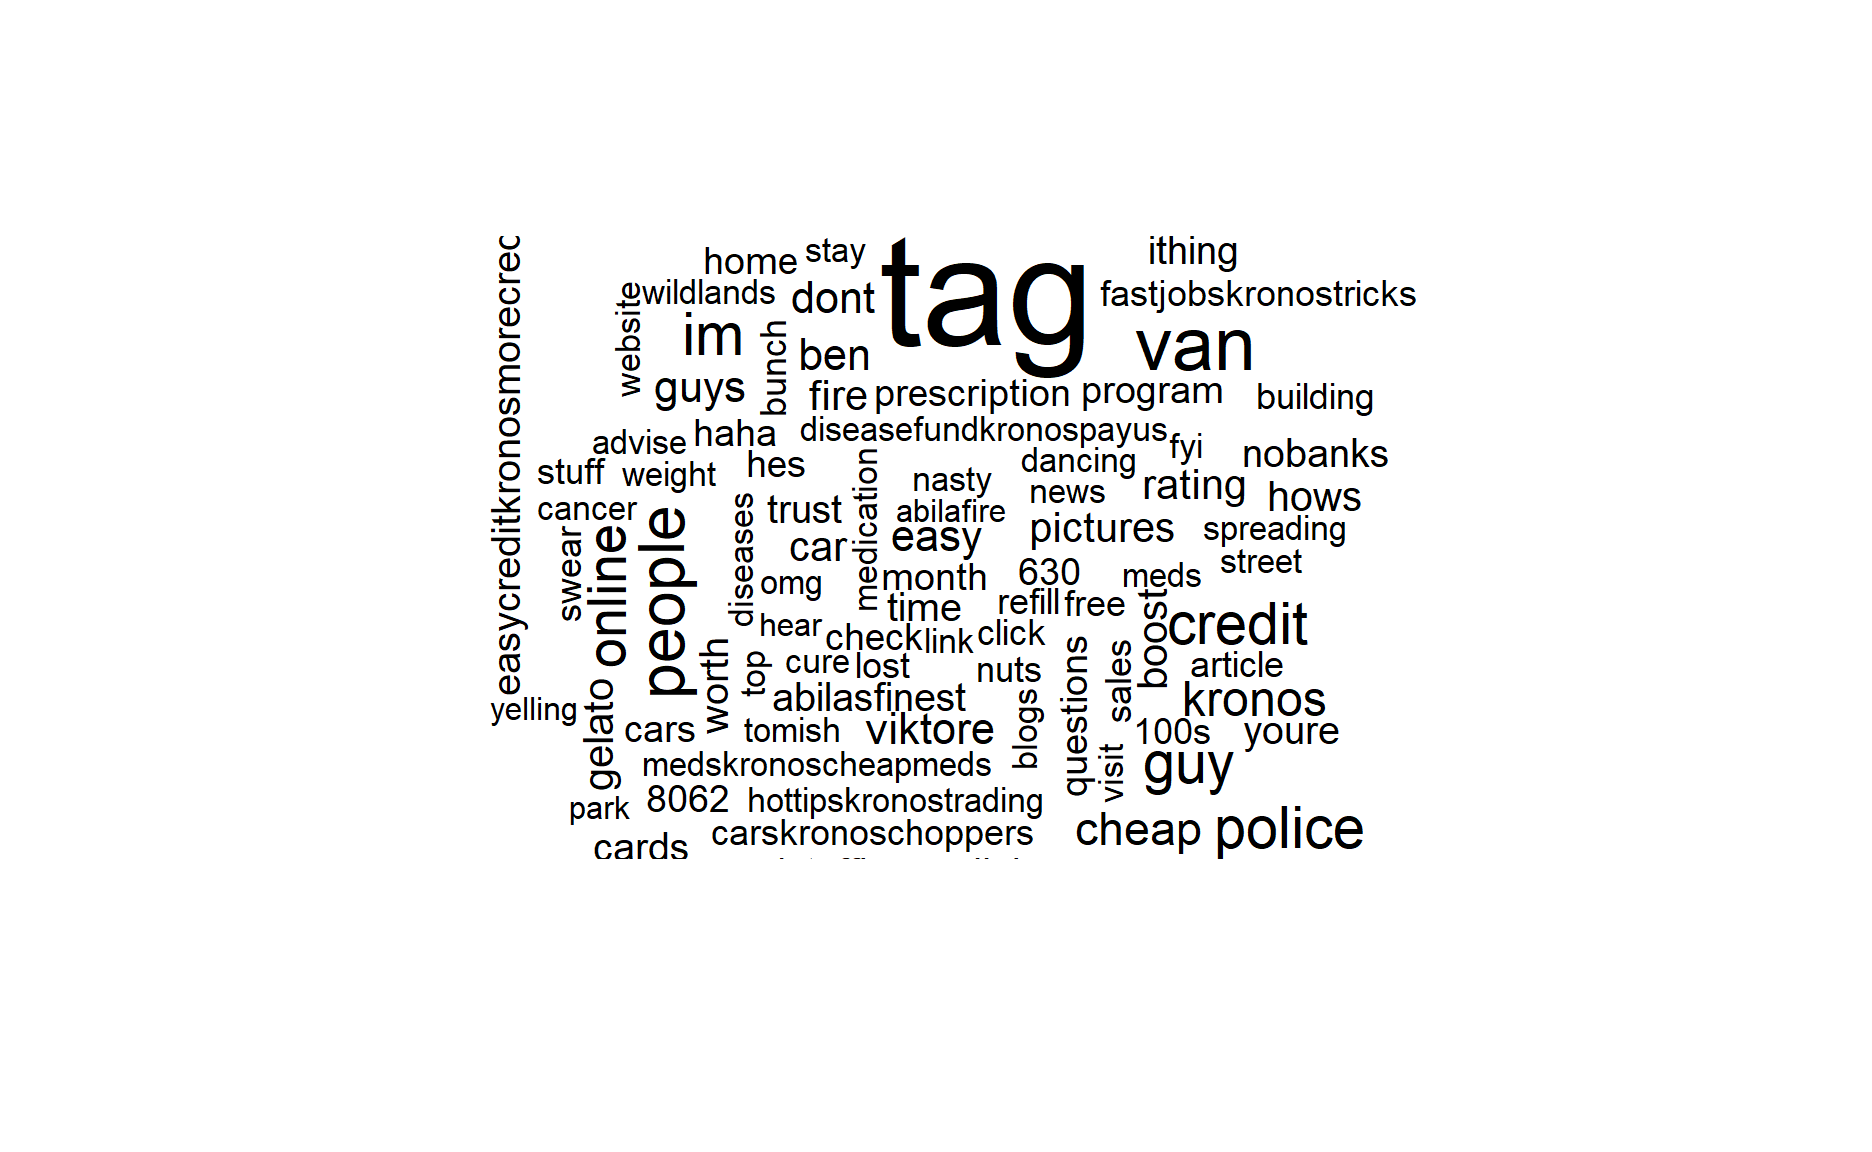 home
stay
tag
ithing
website
wildlands
dont
fastjobskronostricks
im
bunch
ben
van
guys
fire
prescription
program
building
easycreditkronosmorecrec
advise
haha
diseasefundkronospayus
fyi
nobanks
stuff
weight
hes
medication
nasty
dancing
news
rating
hows
cancer
swear
online
people
diseases
trust
abilafire
pictures
spreading
car
easy
street
omg
month
630
meds
time
refill
free
boost
credit
hear
check
link
click
questions
sales
worth
top
cure
lost
nuts
article
yelling
gelato
abilasfinest
blogs
kronos
cars
tomish
viktore
visit
100s
youre
medskronoscheapmeds
guy
park
8062
hottipskronostrading
cards
carskronoschoppers
cheap
police